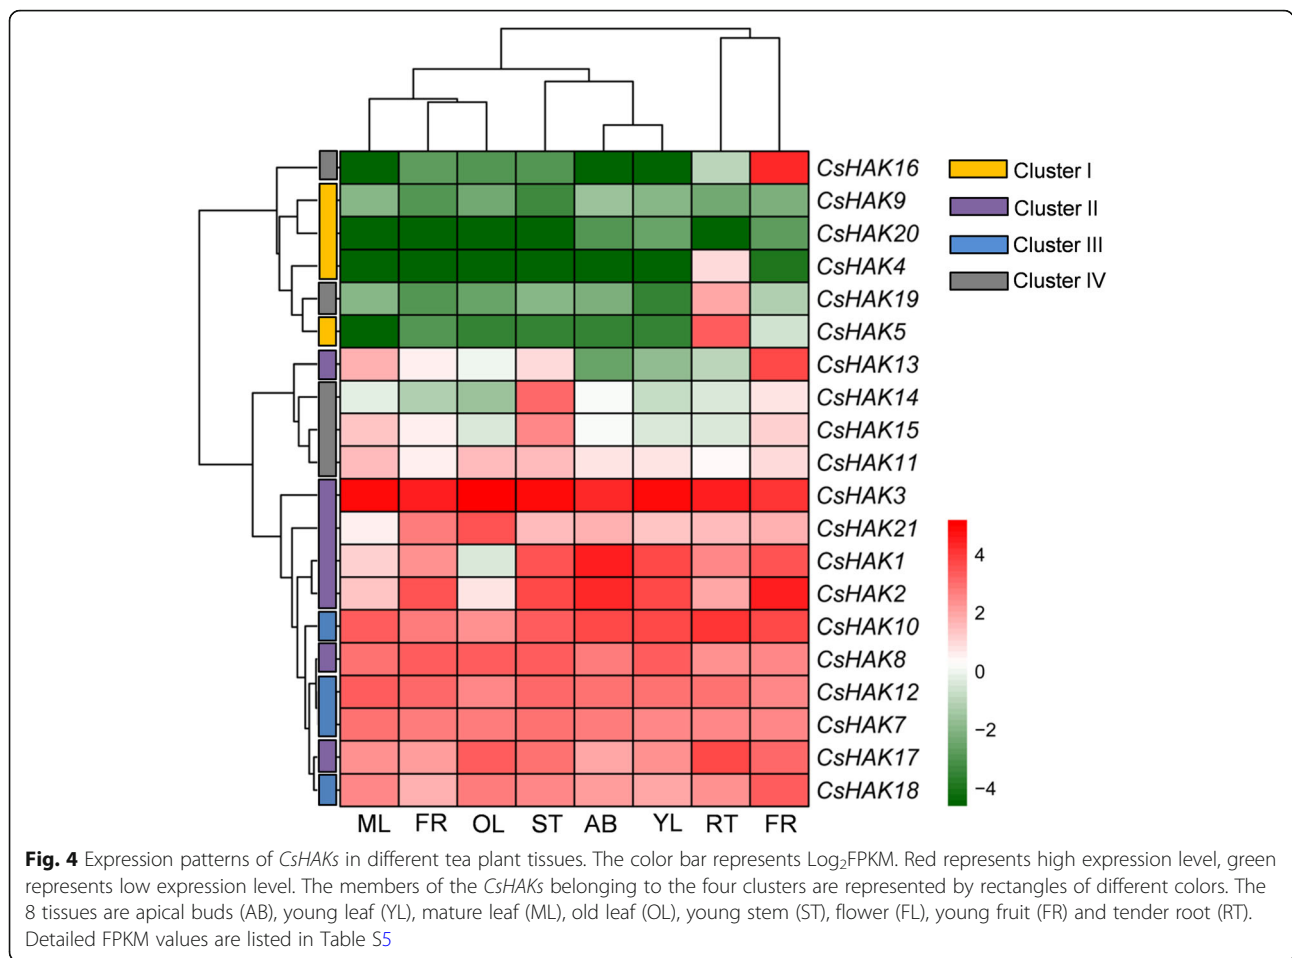 CsHAK16
CsHAK9
CsHAK20
CsHAK4
CsHAK19
CsHAK5
CsHAK13
CsHAK14
CsHAK15
CsHAK11
CsHAK3
CsHAK21
CsHAK1
CsHAK2
CsHAK10
CsHAK8
CsHAK12
CsHAK7
CsHAK17
CsHAK18
Cluster I
Cluster II
Cluster III
Cluster IV
4
2
0
−2
−4
ML FR OL ST AB YL RT FR
Fig. 4 Expression patterns of CsHAKs in different tea plant tissues. The color bar represents Log2FPKM. Red represents high expression level, green
represents low expression level. The members of the CsHAKs belonging to the four clusters are represented by rectangles of different colors. The
8 tissues are apical buds (AB), young leaf (YL), mature leaf (ML), old leaf (OL), young stem (ST), flower (FL), young fruit (FR) and tender root (RT).
Detailed FPKM values are listed in Table S5